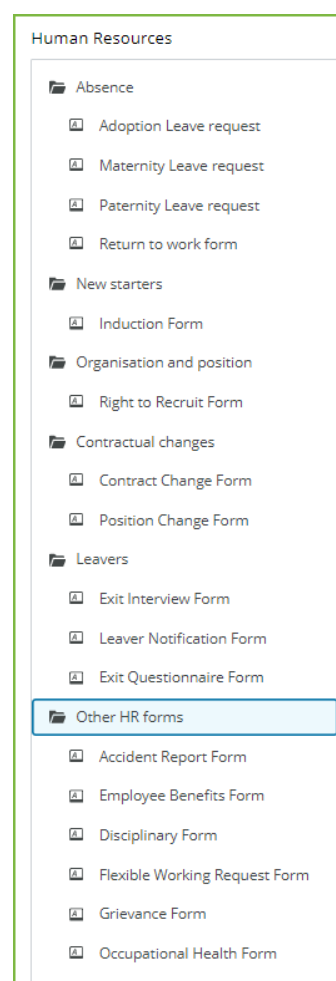 Human Resources
Absence
Adoption Leave request
Maternity Leave request
Paternity Leave request
Return to work form
New starters
Induction Form
Organisation and position
Right to Recruit Form
Contractual changes
Contract Change Form
Position Change Form
Leavers
Exit Interview Form
Leaver Notification Form
Exit Questionnaire Form
Other HR forms
Accident Report Form
Employee Benefits Form
Disciplinary Form
Flexible Working Request Form
Grievance Form
Occupational Health Form